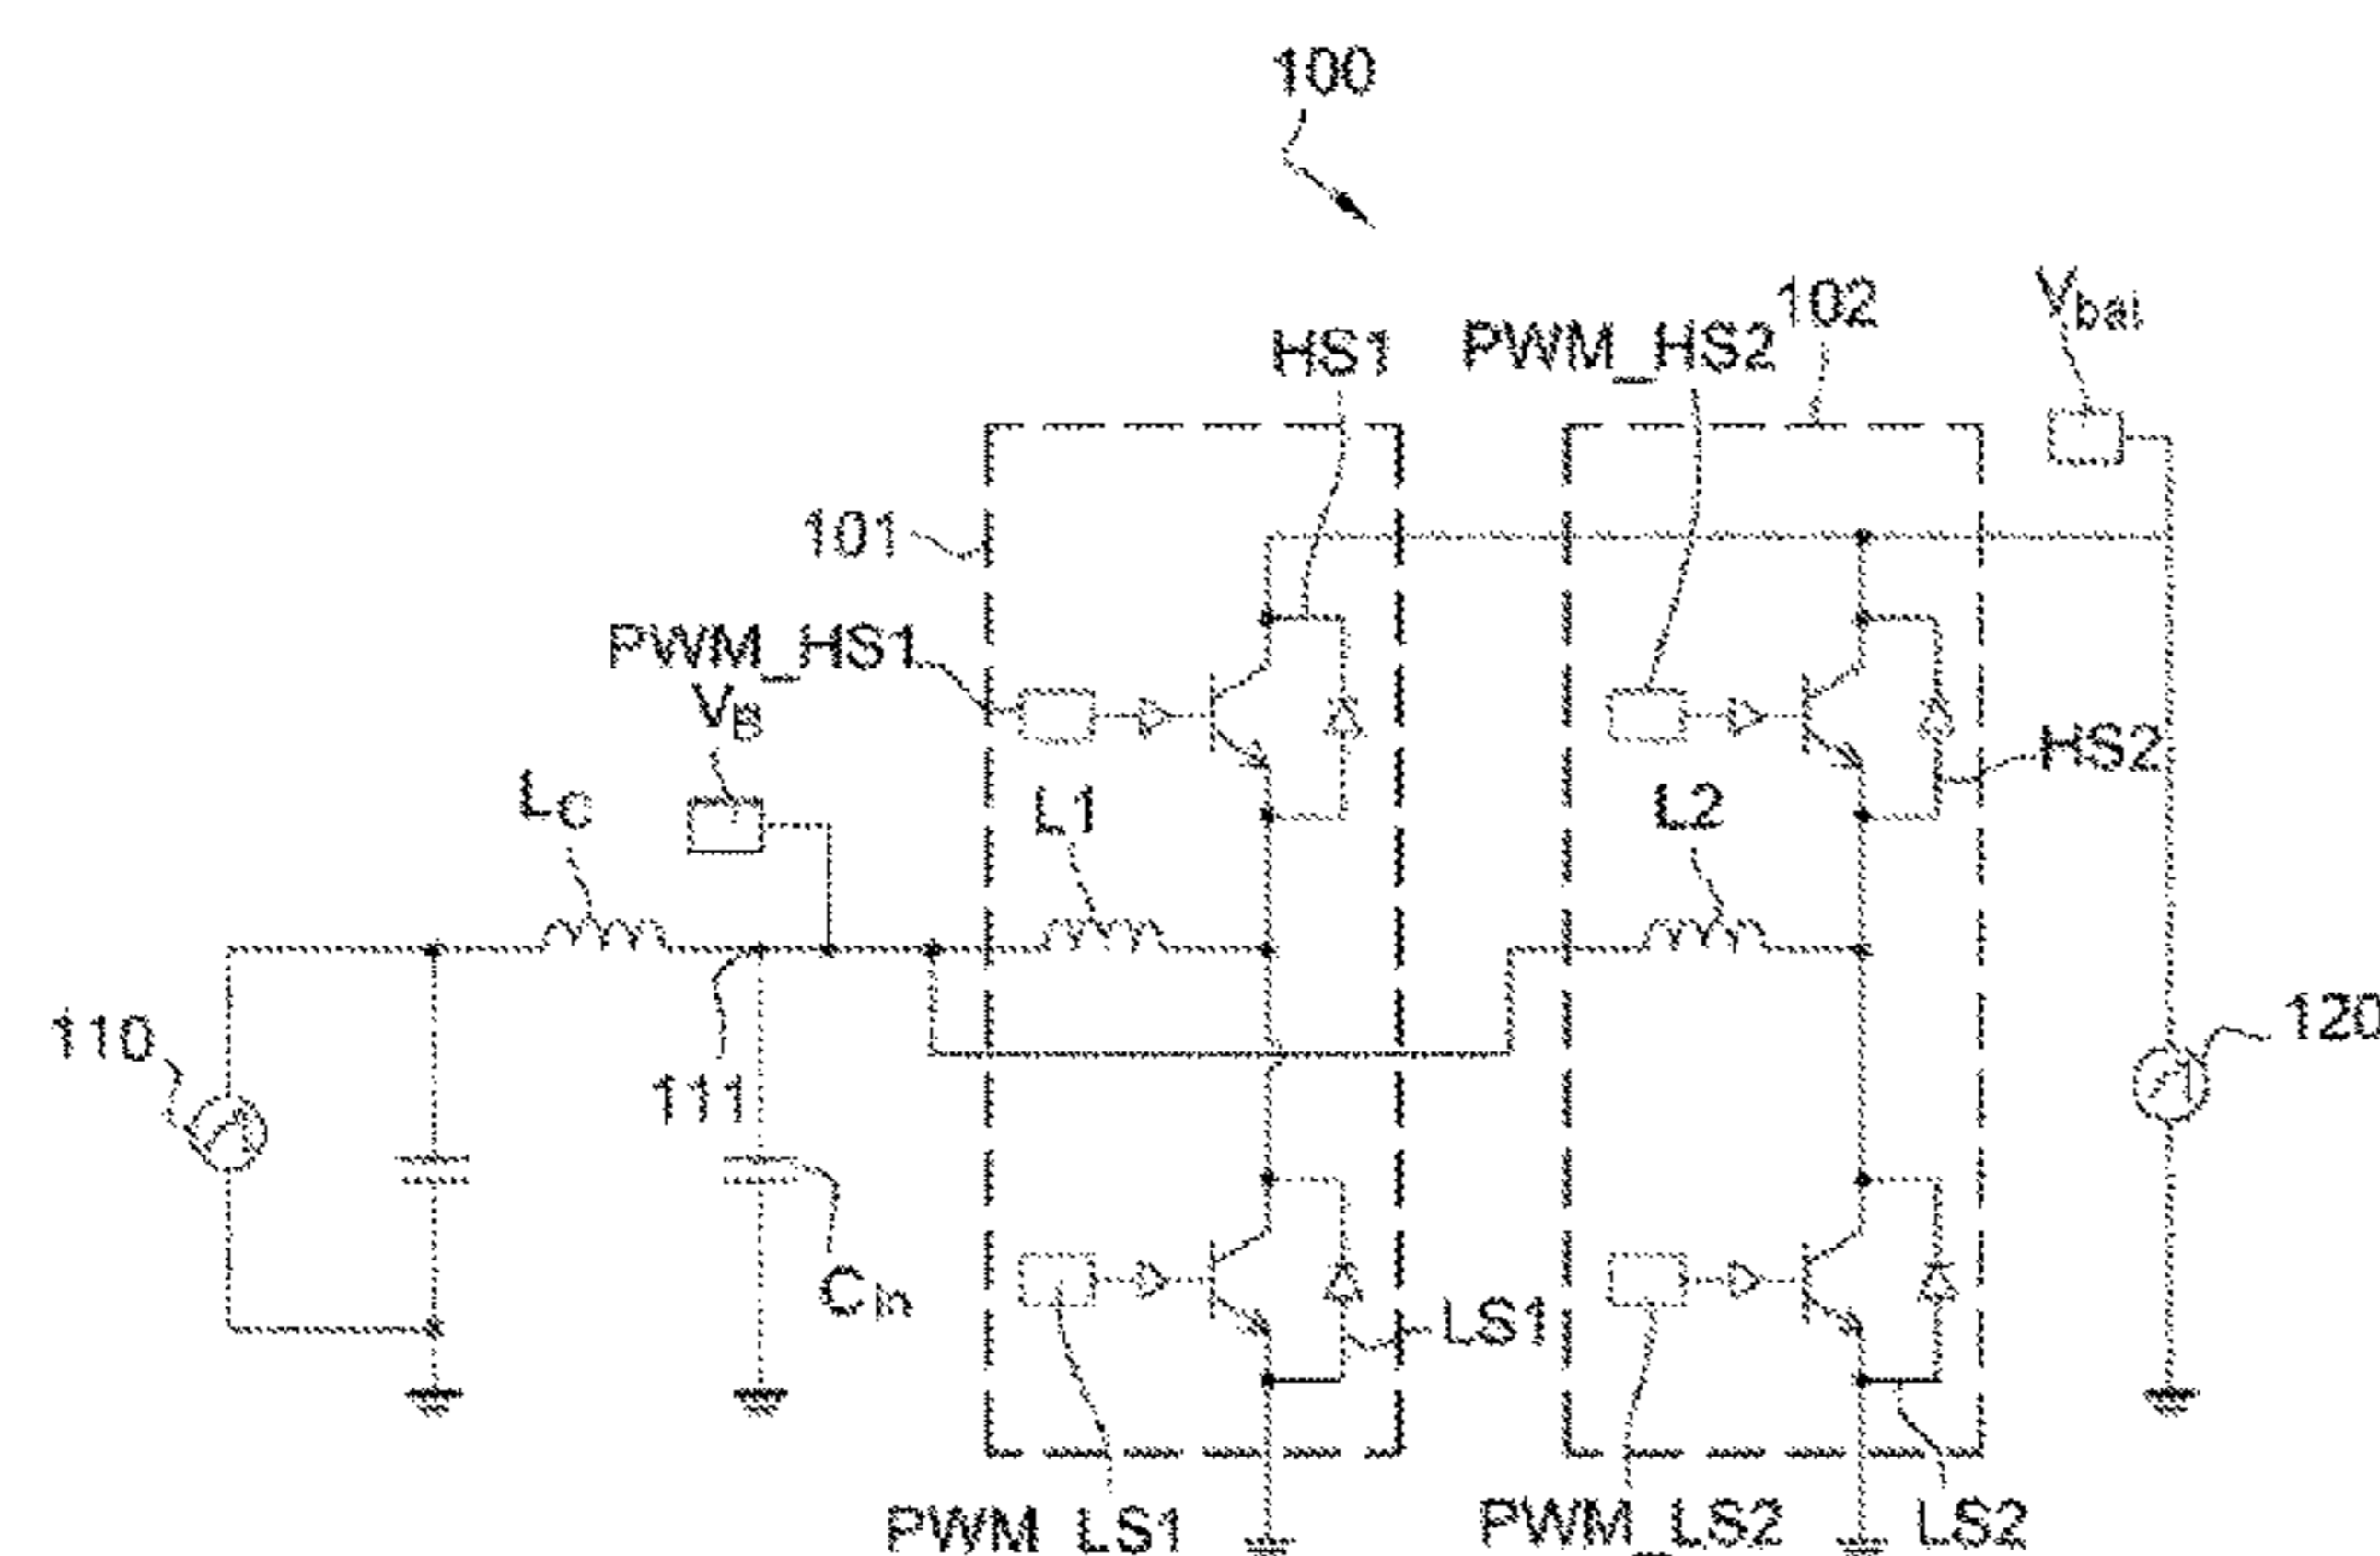 100
102
Vbat
HS1
PWM_HS2
101
PWM_HS1
VB
HS2
LC
L1
L2
110
111
120
Cin
LS1
PWM_LS1
PWM_LS2
LS2